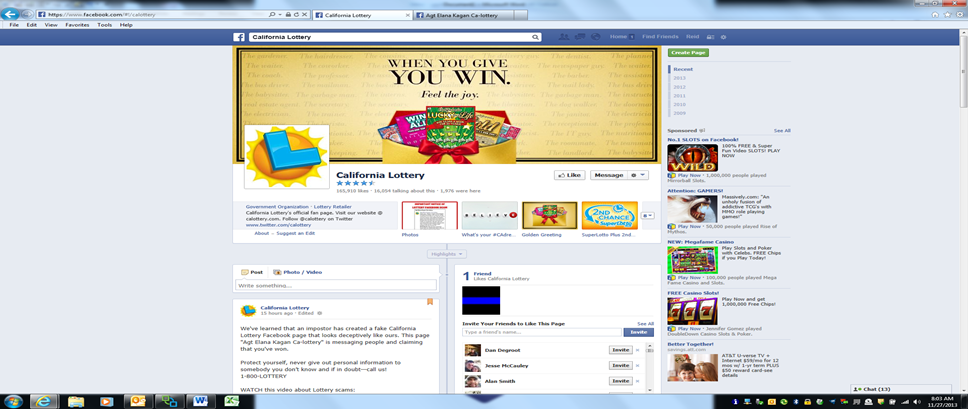 https://www.facebook.com/#!/calottery
California Lottery
Agt Elana Kagan Ca-lottery
File Edit View Favorites Tools Help
California Lottery
Home Find Friends
WHEN YOU GIVE
YOU WIN.
Feel the joy.
California Lottery
Like Message
165,910 likes · 16,054 talking about this · 1,976 were here
Government Organization · Lottery Retailer
California Lottery's official fan page. Visit our website @
calottery.com. Follow @calottery on Twitter
www.twitter.com/calottery
About – Suggest an Edit
Photos
What's your #CAdre...
Golden Greeting
2ND CHANCE
SuperLotto Plus 2nd...
Highlights
Post Photo / Video
Write something...
California Lottery
15 hours ago · Edited
We've learned that an impostor has created a fake California
Lottery Facebook page that looks deceptively like ours. This page
"Agt Elana Kagan Ca-lottery" is messaging people and claiming
that you've won.
Protect yourself, never give out personal information to
somebody you don't know and if in doubt—call us!
1-800-LOTTERY
WATCH this video about Lottery scams:
1 Friend
Likes California Lottery
Invite Your Friends to Like This Page See All
Type a friend's name... Invite
Dan Degroot Invite
Jesse McCauley Invite
Alan Smith Invite
Create Page
Recent
2013
2012
2011
2010
2009
Sponsored See All
No.1 SLOTS on Facebook!
100% FREE & Super
Fun Video SLOTS! PLAY
NOW
WILD
Play Now · 1,000,000 people played
Mirrorball Slots.
Attention: GAMERS!
Massively.com: "An
unholy fusion of
addictive TCG's with
MMO role playing
gaming!"
Play Now · 50,000 people played Rise of
Mythos.
NEW: Megafame Casino
Play Slots and Poker
with Celebs. FREE Chips
if you Play Today!
Play Now · 100,000 people played Mega
Fame Casino and Slots.
FREE Casino Slots!
Play Now and get
1,000,000 Free Chips!
Play Now · Jennifer Gomez played
DoubleDown Casino Slots & Poker.
Better Together!
AT&T U-verse TV +
Internet $59/mo for 12
mos w/ 1-yr term PLUS
$50 reward card-see
details
Chat (13)
8:03 AM
11/27/2013